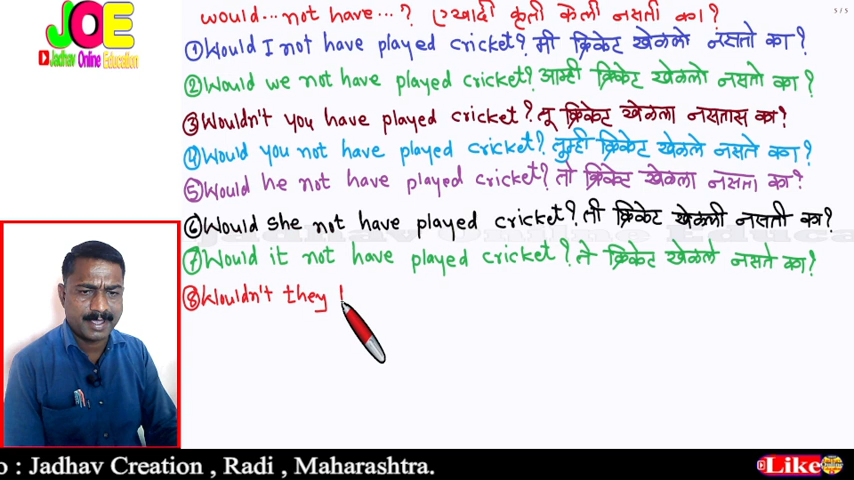 JOE
Jadhav Online Education
would...not have...? एखादी कृती केली नसती का?
5/5
①Would I not have played cricket? मी क्रिकेट खेळलो नसतो का?
②Would we not have played cricket? आम्ही क्रिकेट खेळलो नसतो का?
③Wouldn't you have played cricket? तू क्रिकेट खेळला नसतास का?
④Would you not have played cricket? तुम्ही क्रिकेट खेळले नसते का?
⑤Would he not have played cricket? तो क्रिकेट खेळला नसता का?
⑥Would she not have played cricket? ती क्रिकेट खेळली नसती का?
⑦Would it not have played cricket? ते क्रिकेट खेळले नसते का?
⑧Wouldn't they
o : Jadhav Creation , Radi , Maharashtra.
Like